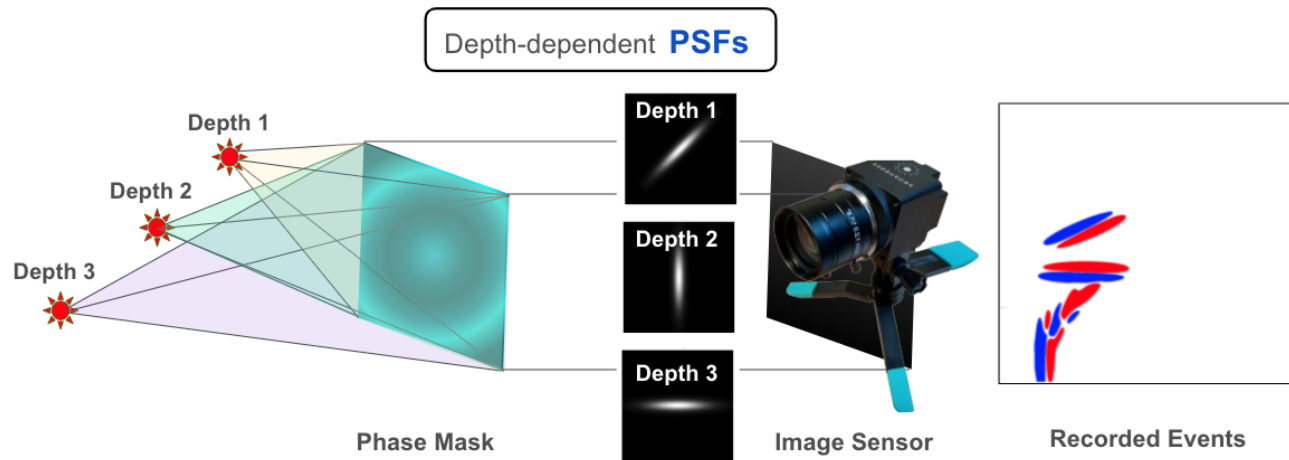 Depth-dependent PSFs
Depth 1
Depth 2
Depth 3
Depth 1
Depth 2
Depth 3
Phase Mask
Image Sensor
Recorded Events